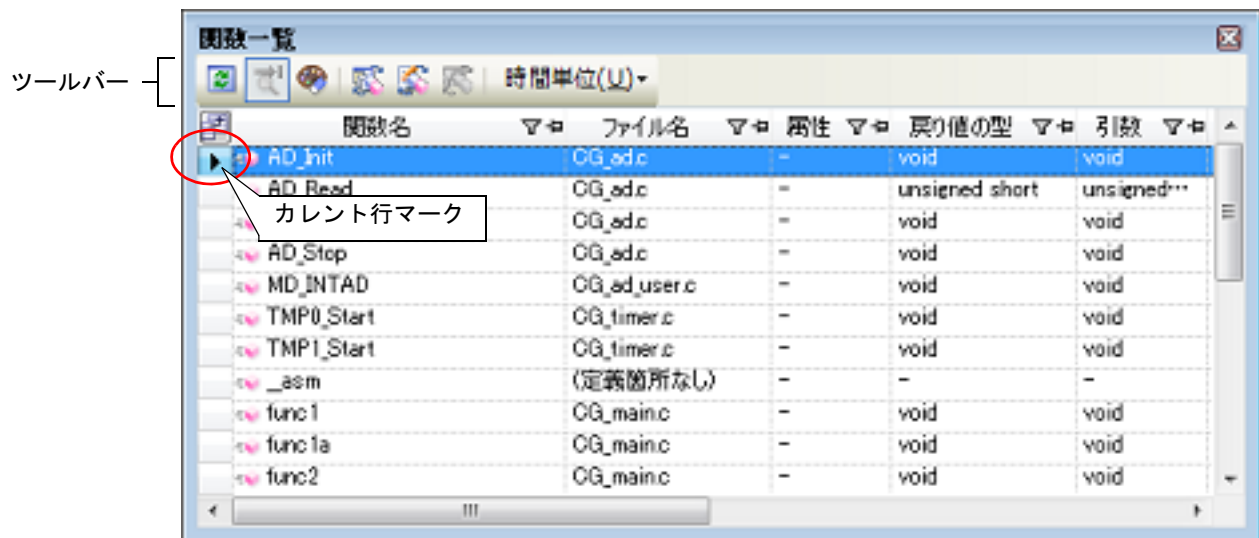 関数一覧
ツールバー
時間単位(U)
関数名 ファイル名 属性 戻り値の型 引数
AD_Init CG_ad.c - void void
AD_Read CG_ad.c - unsigned short unsigned…
カレント行マーク
CG_ad.c - void void
AD_Stop CG_ad.c - void void
MD_INTAD CG_ad_user.c - void void
TMP0_Start CG_timer.c - void void
TMP1_Start CG_timer.c - void void
_asm (定義箇所なし) - - -
func1 CG_main.c - void void
func1a CG_main.c - void void
func2 CG_main.c - void void